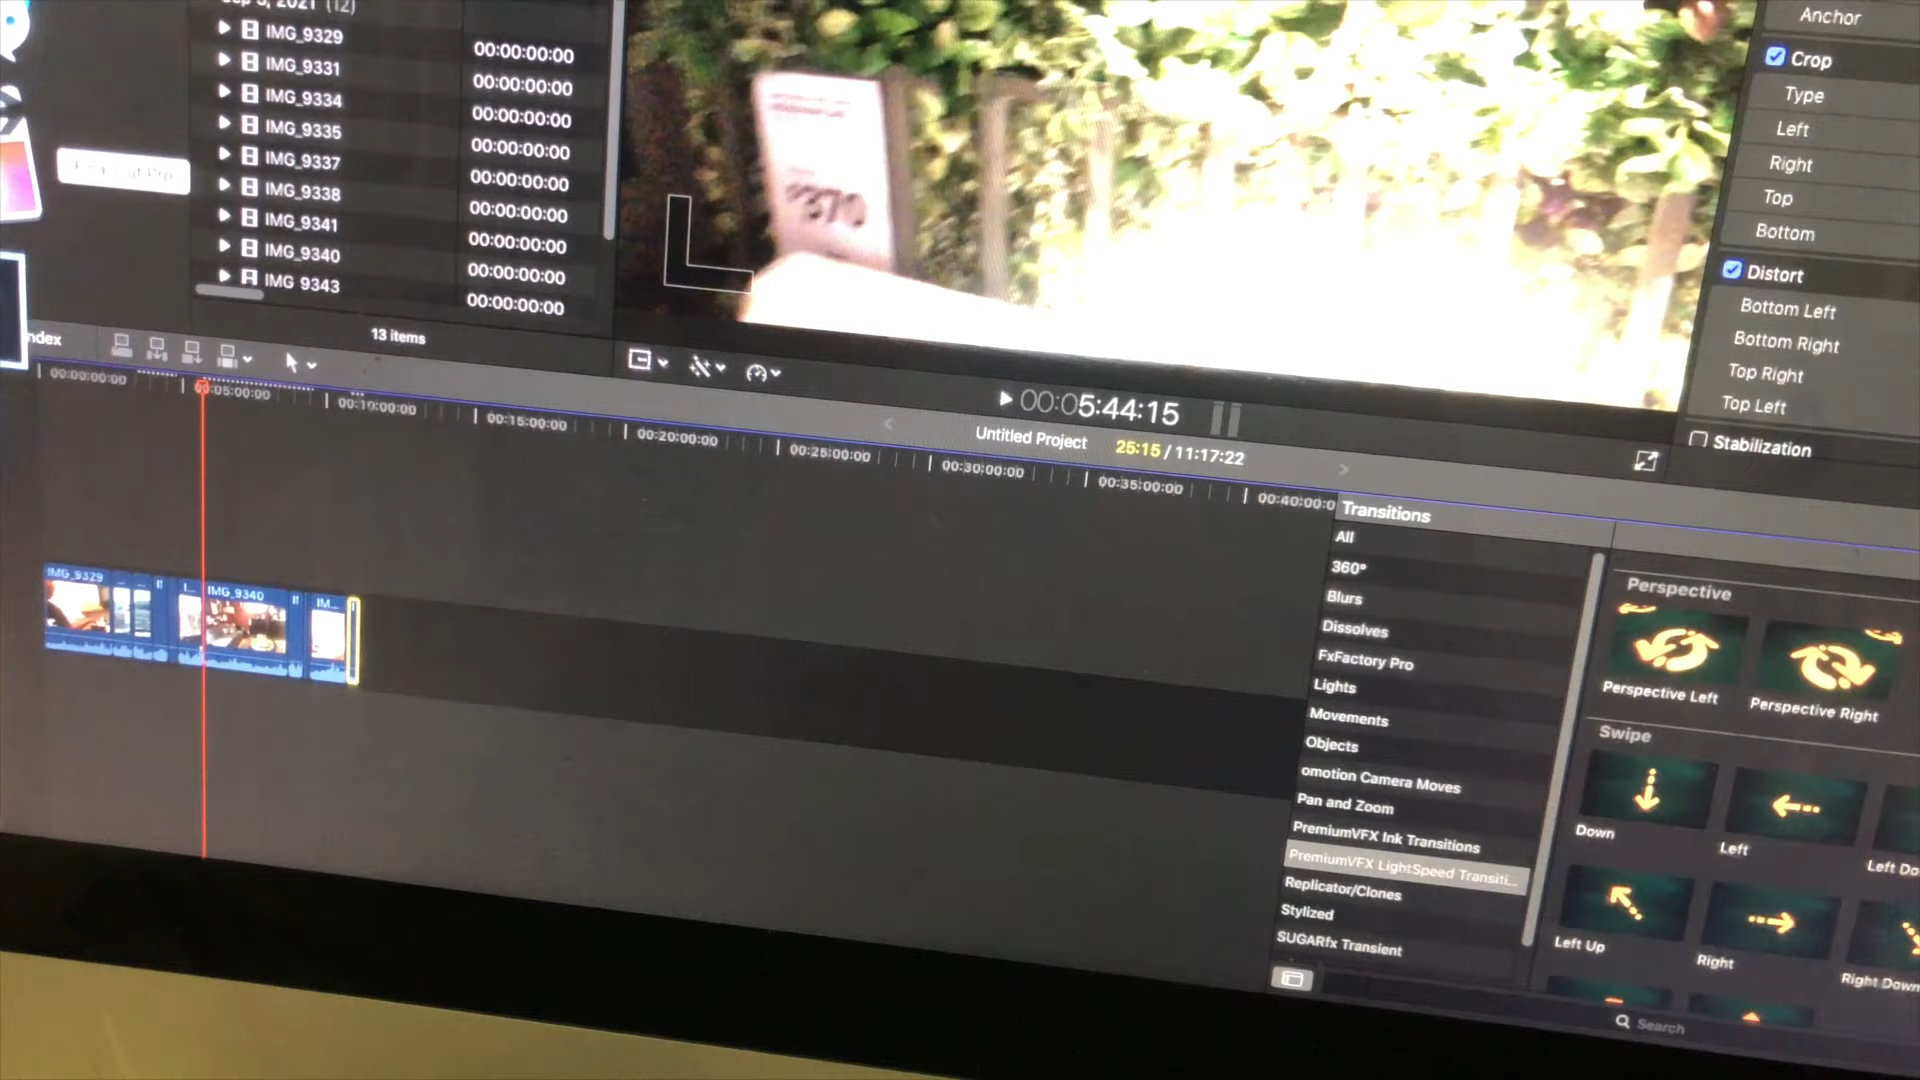 Sep 3, 2021 (12)
IMG_9329
IMG_9331
IMG_9334
IMG_9335
IMG_9337
IMG_9338
IMG_9341
IMG_9340
IMG 9343
00:00:00:00
00:00:00:00
00:00:00:00
00:00:00:00
00:00:00:00
00:00:00:00
00:00:00:00
00:00:00:00
00:00:00:00
13 items
370
Anchor
Crop
Type
Left
Right
Top
Bottom
Distort
Bottom Left
Bottom Right
Top Right
Top Left
Stabilization
ndex
00:00:00:00
00:05:00:00
00:10:00:00
00:15:00:00
00:20:00:00
00:25:00:00
00:30:00:00
00:35:00:00
00:40:00:0
00:05:44:15
Untitled Project 25:15 / 11:17:22
IMG_9329
I...
IMG_9340
IM...
Transitions
All
360°
Blurs
Dissolves
FxFactory Pro
Lights
Movements
Objects
omotion Camera Moves
Pan and Zoom
PremiumVFX Ink Transitions
PremiumVFX LightSpeed Transiti...
Replicator/Clones
Stylized
SUGARfx Transient
Perspective
Perspective Left
Perspective Right
Swipe
Down
Left
Left Do
Left Up
Right
Right Down
Search